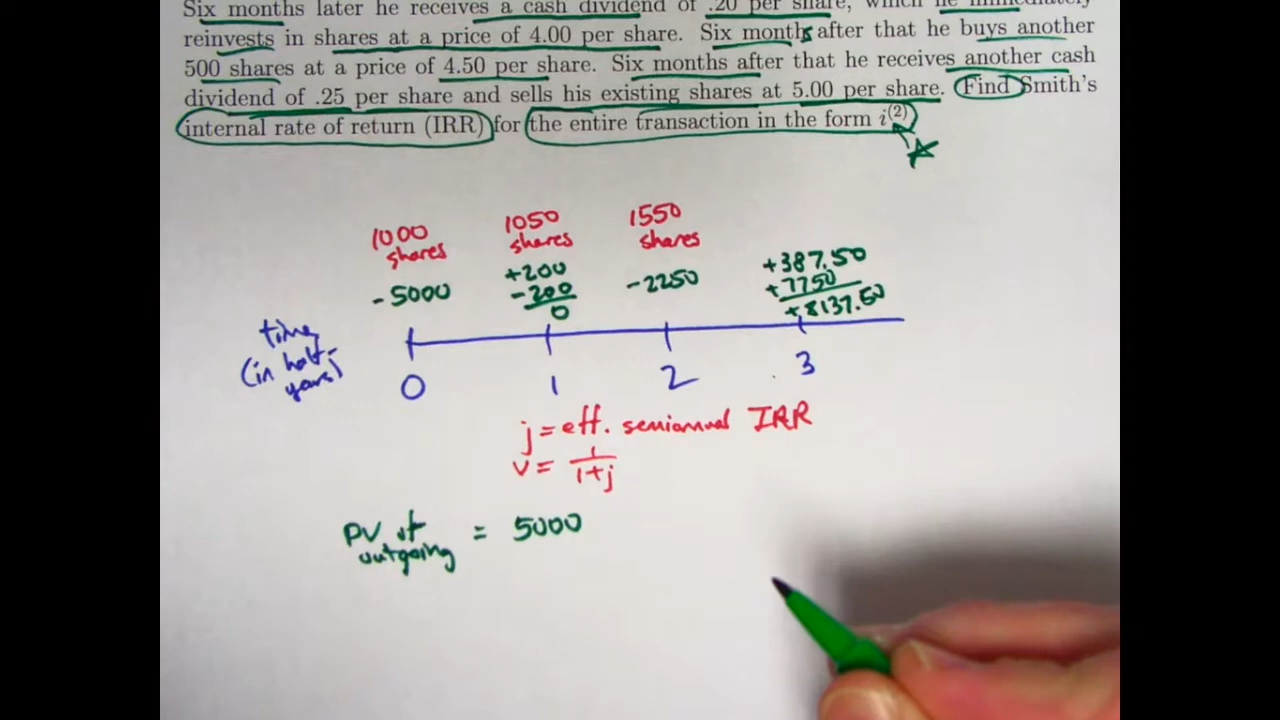 Six months later he receives a cash dividend of .20 per share, which he immediately
reinvests in shares at a price of 4.00 per share. Six months after that he buys another
500 shares at a price of 4.50 per share. Six months after that he receives another cash
dividend of .25 per share and sells his existing shares at 5.00 per share. Find Smith's
internal rate of return (IRR) for the entire transaction in the form i(2)
1000 shares
1050 shares
1550 shares
-5000
+200
-200
0
-2250
+387.50
+7750
+8137.50
time
(in half-
years)
0 1 2 3
j = eff. semiannual IRR
v = 1/(1+j)
PV of
outgoing = 5000